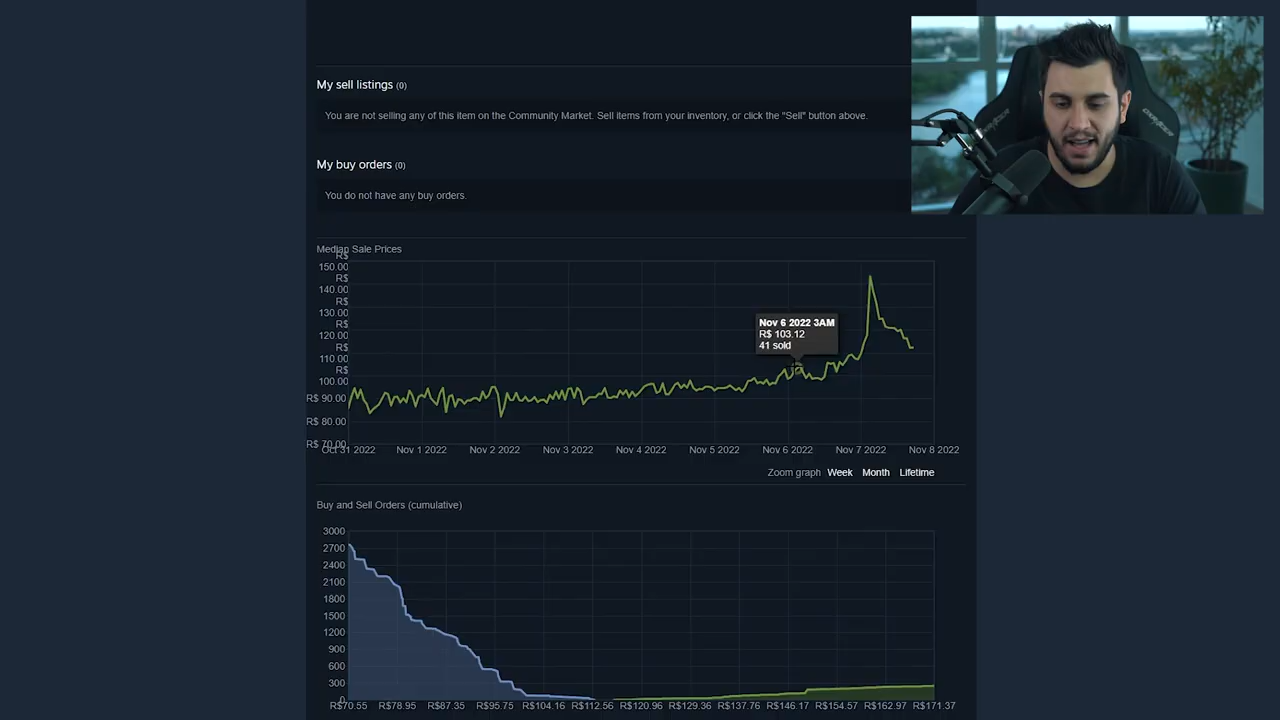 My sell listings (0)
You are not selling any of this item on the Community Market. Sell items from your inventory, or click the "Sell" button above.
My buy orders (0)
You do not have any buy orders.
Median Sale Prices
R$
150.00
R$
140.00
R$
130.00
R$
120.00
R$
110.00
R$
100.00
R$ 90.00
R$ 80.00
R$ 70.00
Nov 6 2022 3AM
R$ 103.12
41 sold
Oct 31 2022 Nov 1 2022 Nov 2 2022 Nov 3 2022 Nov 4 2022 Nov 5 2022 Nov 6 2022 Nov 7 2022 Nov 8 2022
Zoom graph Week Month Lifetime
Buy and Sell Orders (cumulative)
3000
2700
2400
2100
1800
1500
1200
900
600
300
0
R$70.55 R$78.95 R$87.35 R$95.75 R$104.16 R$112.56 R$120.96 R$129.36 R$137.76 R$146.17 R$154.57 R$162.97 R$171.37